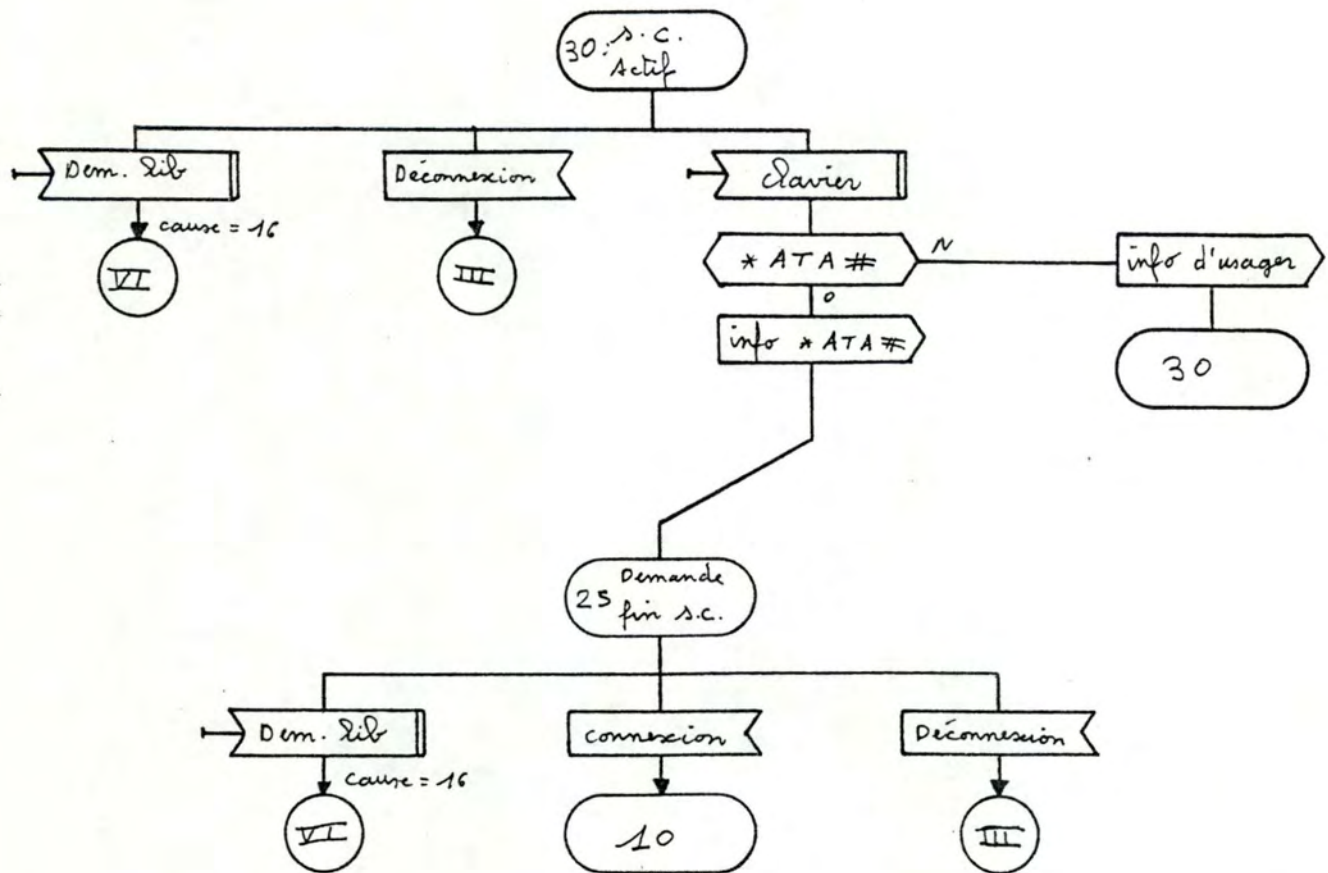 30: s.c.
Actif
Dem. lib
Déconnexion
clavier
cause = 16
VI
III
* ATA #
N
info d'usager
o
info * ATA #
30
25 Demande
fin s.c.
Dem. lib
connexion
Déconnexion
cause = 16
VI
10
III